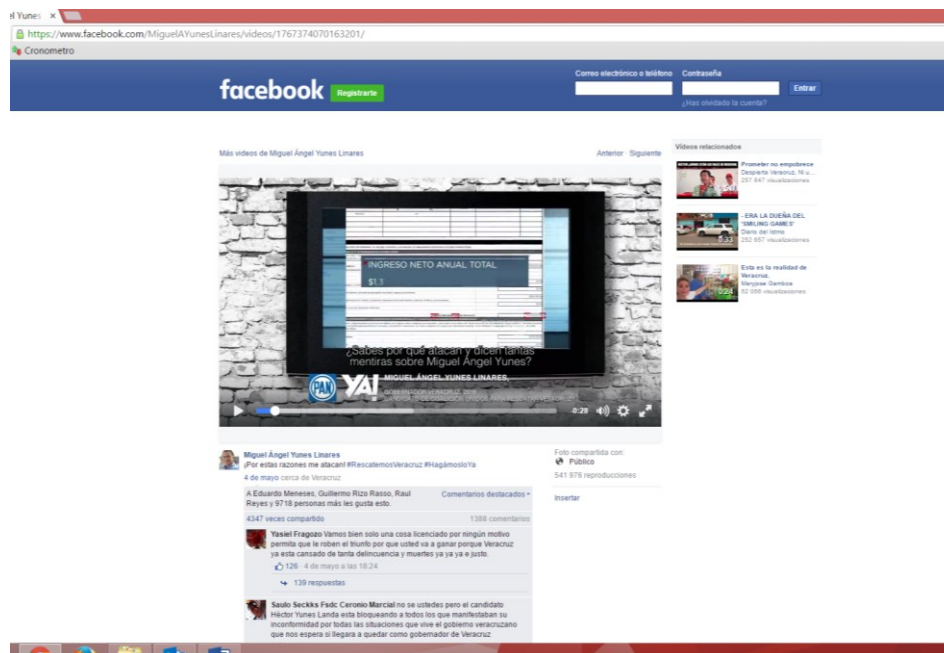 el Yunes
https://www.facebook.com/MiguelAYunesLinares/videos/1767374070163201/
Cronometro
Correo electrónico o teléfono Contraseña
facebook Registrarte Entrar
¿Has olvidado la cuenta?
Más videos de Miguel Ángel Yunes Linares Anterior · Siguiente
INGRESO NETO ANUAL TOTAL
$1,3
¿Sabes por qué atacan y dicen tantas
mentiras sobre Miguel Ángel Yunes?
PAN YA! MIGUEL ÁNGEL YUNES LINARES,
0:28
Vídeos relacionados
Prometer no empobrece
Despierta Veracruz, Ni u...
257 847 visualizaciones
- ERA LA DUEÑA DEL
"SMILING GAMES"
Diario del Istmo
252 657 visualizaciones
0:33
Esta es la realidad de
Veracruz.
Maryjose Gamboa
52 056 visualizaciones
0:24
Miguel Ángel Yunes Linares
¡Por estas razones me atacan! #RescatemosVeracruz #HagámosloYa
4 de mayo cerca de Veracruz
A Eduardo Meneses, Guillermo Rizo Rasso, Raul
Reyes y 9718 personas más les gusta esto.
Comentarios destacados
4347 veces compartido 1388 comentarios
Yasiel Fragozo Vamos bien solo una cosa licenciado por ningún motivo
permita que le roben el triunfo por que usted va a ganar porque Veracruz
ya esta cansado de tanta delincuencia y muertes ya ya ya e justo.
126 · 4 de mayo a las 18:24
139 respuestas
Saulo Seckks Fsdc Ceronio Marcial no se ustedes pero el candidato
Héctor Yunes Landa esta bloqueando a todos los que manifestaban su
inconformidad por todas las situaciones que vive el gobierno veracruzano
que nos espera si llegara a quedar como gobernador de Veracruz
Foto compartida con:
Público
541 976 reproducciones
Insertar